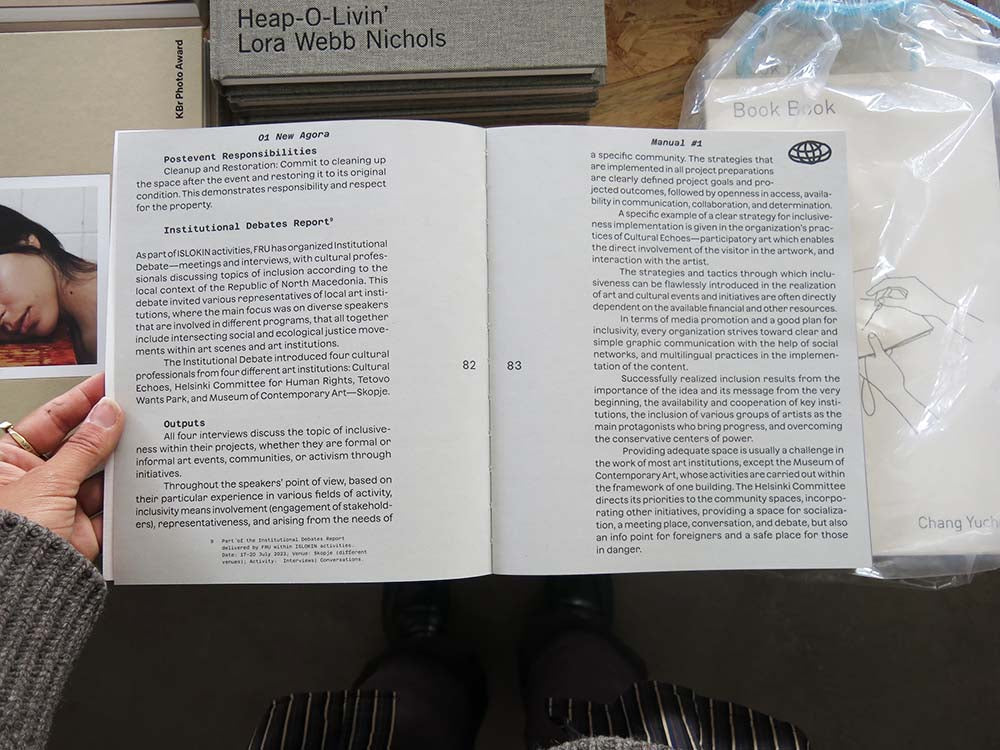 Heap-O-Livin'
Lora Webb Nichols
KBr Photo Award
Book Book
01 New Agora
Postevent Responsibilities
Cleanup and Restoration: Commit to cleaning up
the space after the event and restoring it to its original
condition. This demonstrates responsibility and respect
for the property.
Institutional Debates Report⁹
As part of ISLOKIN activities, FRU has organized Institutional
Debate—meetings and interviews, with cultural profes-
sionals discussing topics of inclusion according to the
local context of the Republic of North Macedonia. This
debate invited various representatives of local art insti-
tutions, where the main focus was on diverse speakers
that are involved in different programs, that all together
include intersecting social and ecological justice move-
ments within art scenes and art institutions.
The Institutional Debate introduced four cultural
professionals from four different art institutions: Cultural
Echoes, Helsinki Committee for Human Rights, Tetovo
Wants Park, and Museum of Contemporary Art—Skopje.
Outputs
All four interviews discuss the topic of inclusive-
ness within their projects, whether they are formal or
informal art events, communities, or activism through
initiatives.
Throughout the speakers' point of view, based on
their particular experience in various fields of activity,
inclusivity means involvement (engagement of stakehold-
ers), representativeness, and arising from the needs of
9 Part of the Institutional Debates Report
delivered by FRU within ISLOKIN activities.
Date: 17-20 July 2023; Venue: Skopje (different
venues); Activity: Interviews; Conversations.
82
83
Manual #1
a specific community. The strategies that
are implemented in all project preparations
are clearly defined project goals and pro-
jected outcomes, followed by openness in access, availa-
bility in communication, collaboration, and determination.
A specific example of a clear strategy for inclusive-
ness implementation is given in the organization's prac-
tices of Cultural Echoes—participatory art which enables
the direct involvement of the visitor in the artwork, and
interaction with the artist.
The strategies and tactics through which inclu-
siveness can be flawlessly introduced in the realization
of art and cultural events and initiatives are often directly
dependent on the available financial and other resources.
In terms of media promotion and a good plan for
inclusivity, every organization strives toward clear and
simple graphic communication with the help of social
networks, and multilingual practices in the implemen-
tation of the content.
Successfully realized inclusion results from the
importance of the idea and its message from the very
beginning, the availability and cooperation of key insti-
tutions, the inclusion of various groups of artists as the
main protagonists who bring progress, and overcoming
the conservative centers of power.
Providing adequate space is usually a challenge in
the work of most art institutions, except the Museum of
Contemporary Art, whose activities are carried out within
the framework of one building. The Helsinki Committee
directs its priorities to the community spaces, incorpo-
rating other initiatives, providing a space for socializa-
tion, a meeting place, conversation, and debate, but also
an info point for foreigners and a safe place for those
in danger.
Chang